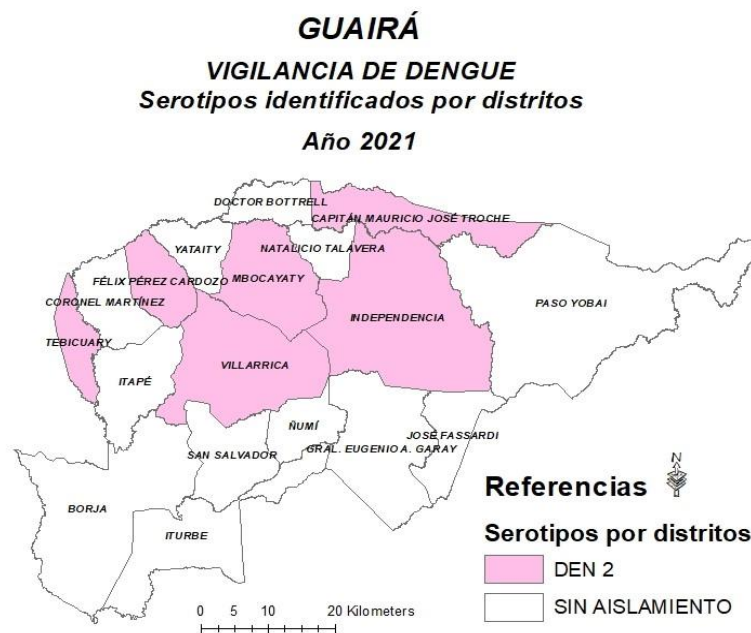 GUAIRÁ
VIGILANCIA DE DENGUE
Serotipos identificados por distritos
Año 2021
DOCTOR BOTTRELL
CAPITÁN MAURICIO JOSÉ TROCHE
YATAITY
NATALICIO TALAVERA
FÉLIX PÉREZ CARDOZO
MBOCAYATY
PASO YOBAI
CORONEL MARTÍNEZ
INDEPENDENCIA
TEBICUARY
VILLARRICA
ITAPÉ
ÑUMÍ
JOSÉ FASSARDI
SAN SALVADOR
GRAL. EUGENIO A. GARAY
BORJA
ITURBE
N
Referencias
Serotipos por distritos
DEN 2
SIN AISLAMIENTO
0 5 10 20 Kilometers